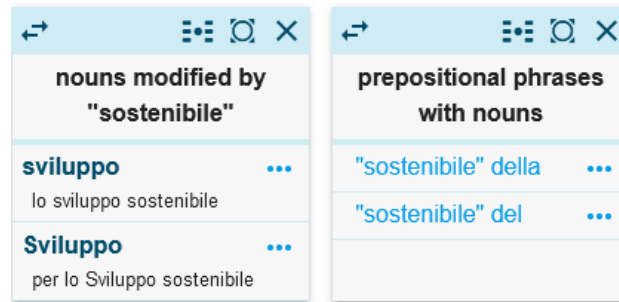 nouns modified by
"sostenibile"
sviluppo
lo sviluppo sostenibile
Sviluppo
per lo Sviluppo sostenibile
prepositional phrases
with nouns
"sostenibile" della
"sostenibile" del